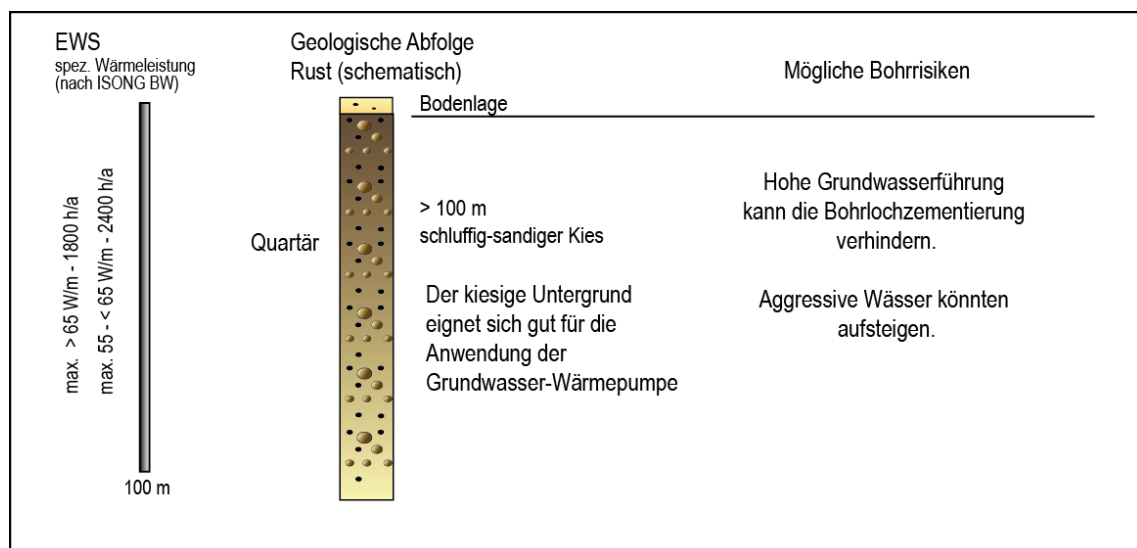 EWS
spez. Wärmeleistung
(nach ISONG BW)
max. > 65 W/m - 1800 h/a
max. 55 - < 65 W/m - 2400 h/a
100 m
Geologische Abfolge
Rust (schematisch)
Bodenlage
Quartär
> 100 m
schluffig-sandiger Kies
Der kiesige Untergrund
eignet sich gut für die
Anwendung der
Grundwasser-Wärmepumpe
Mögliche Bohrrisiken
Hohe Grundwasserführung
kann die Bohrlochzementierung
verhindern.
Aggressive Wässer könnten
aufsteigen.